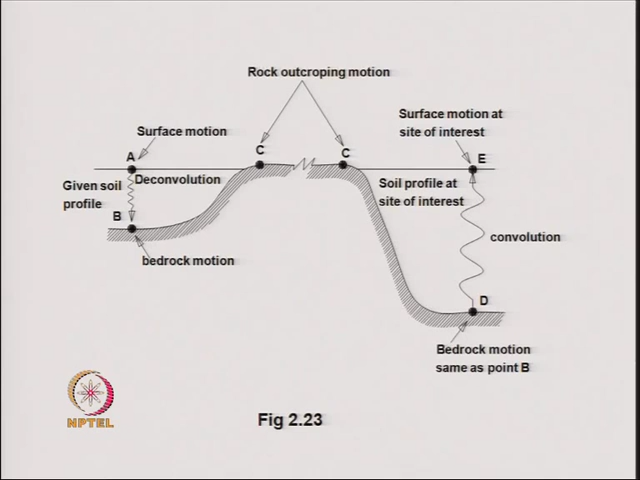 Rock outcroping motion
Surface motion at
site of interest
Surface motion
A
C
C
E
Given soil
profile
Deconvolution
Soil profile at
site of interest
B
convolution
bedrock motion
D
Bedrock motion
same as point B
NPTEL
Fig 2.23